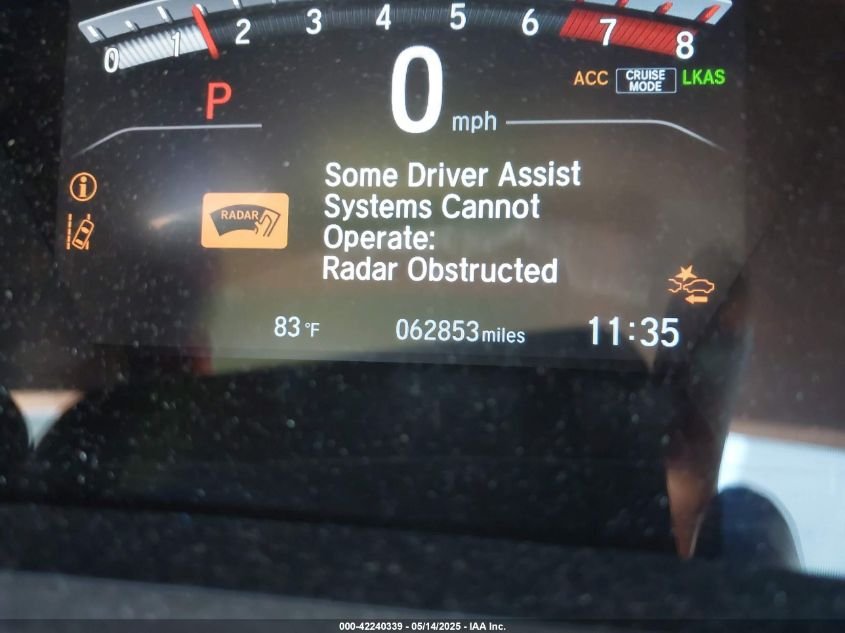 0 1 2 3 4 5 6 7 8
P
0 mph
ACC CRUISE MODE LKAS
Some Driver Assist
Systems Cannot
Operate:
Radar Obstructed
RADAR
i
83 °F 062853 miles 11:35
000-42240339 - 05/14/2025 - IAA Inc.